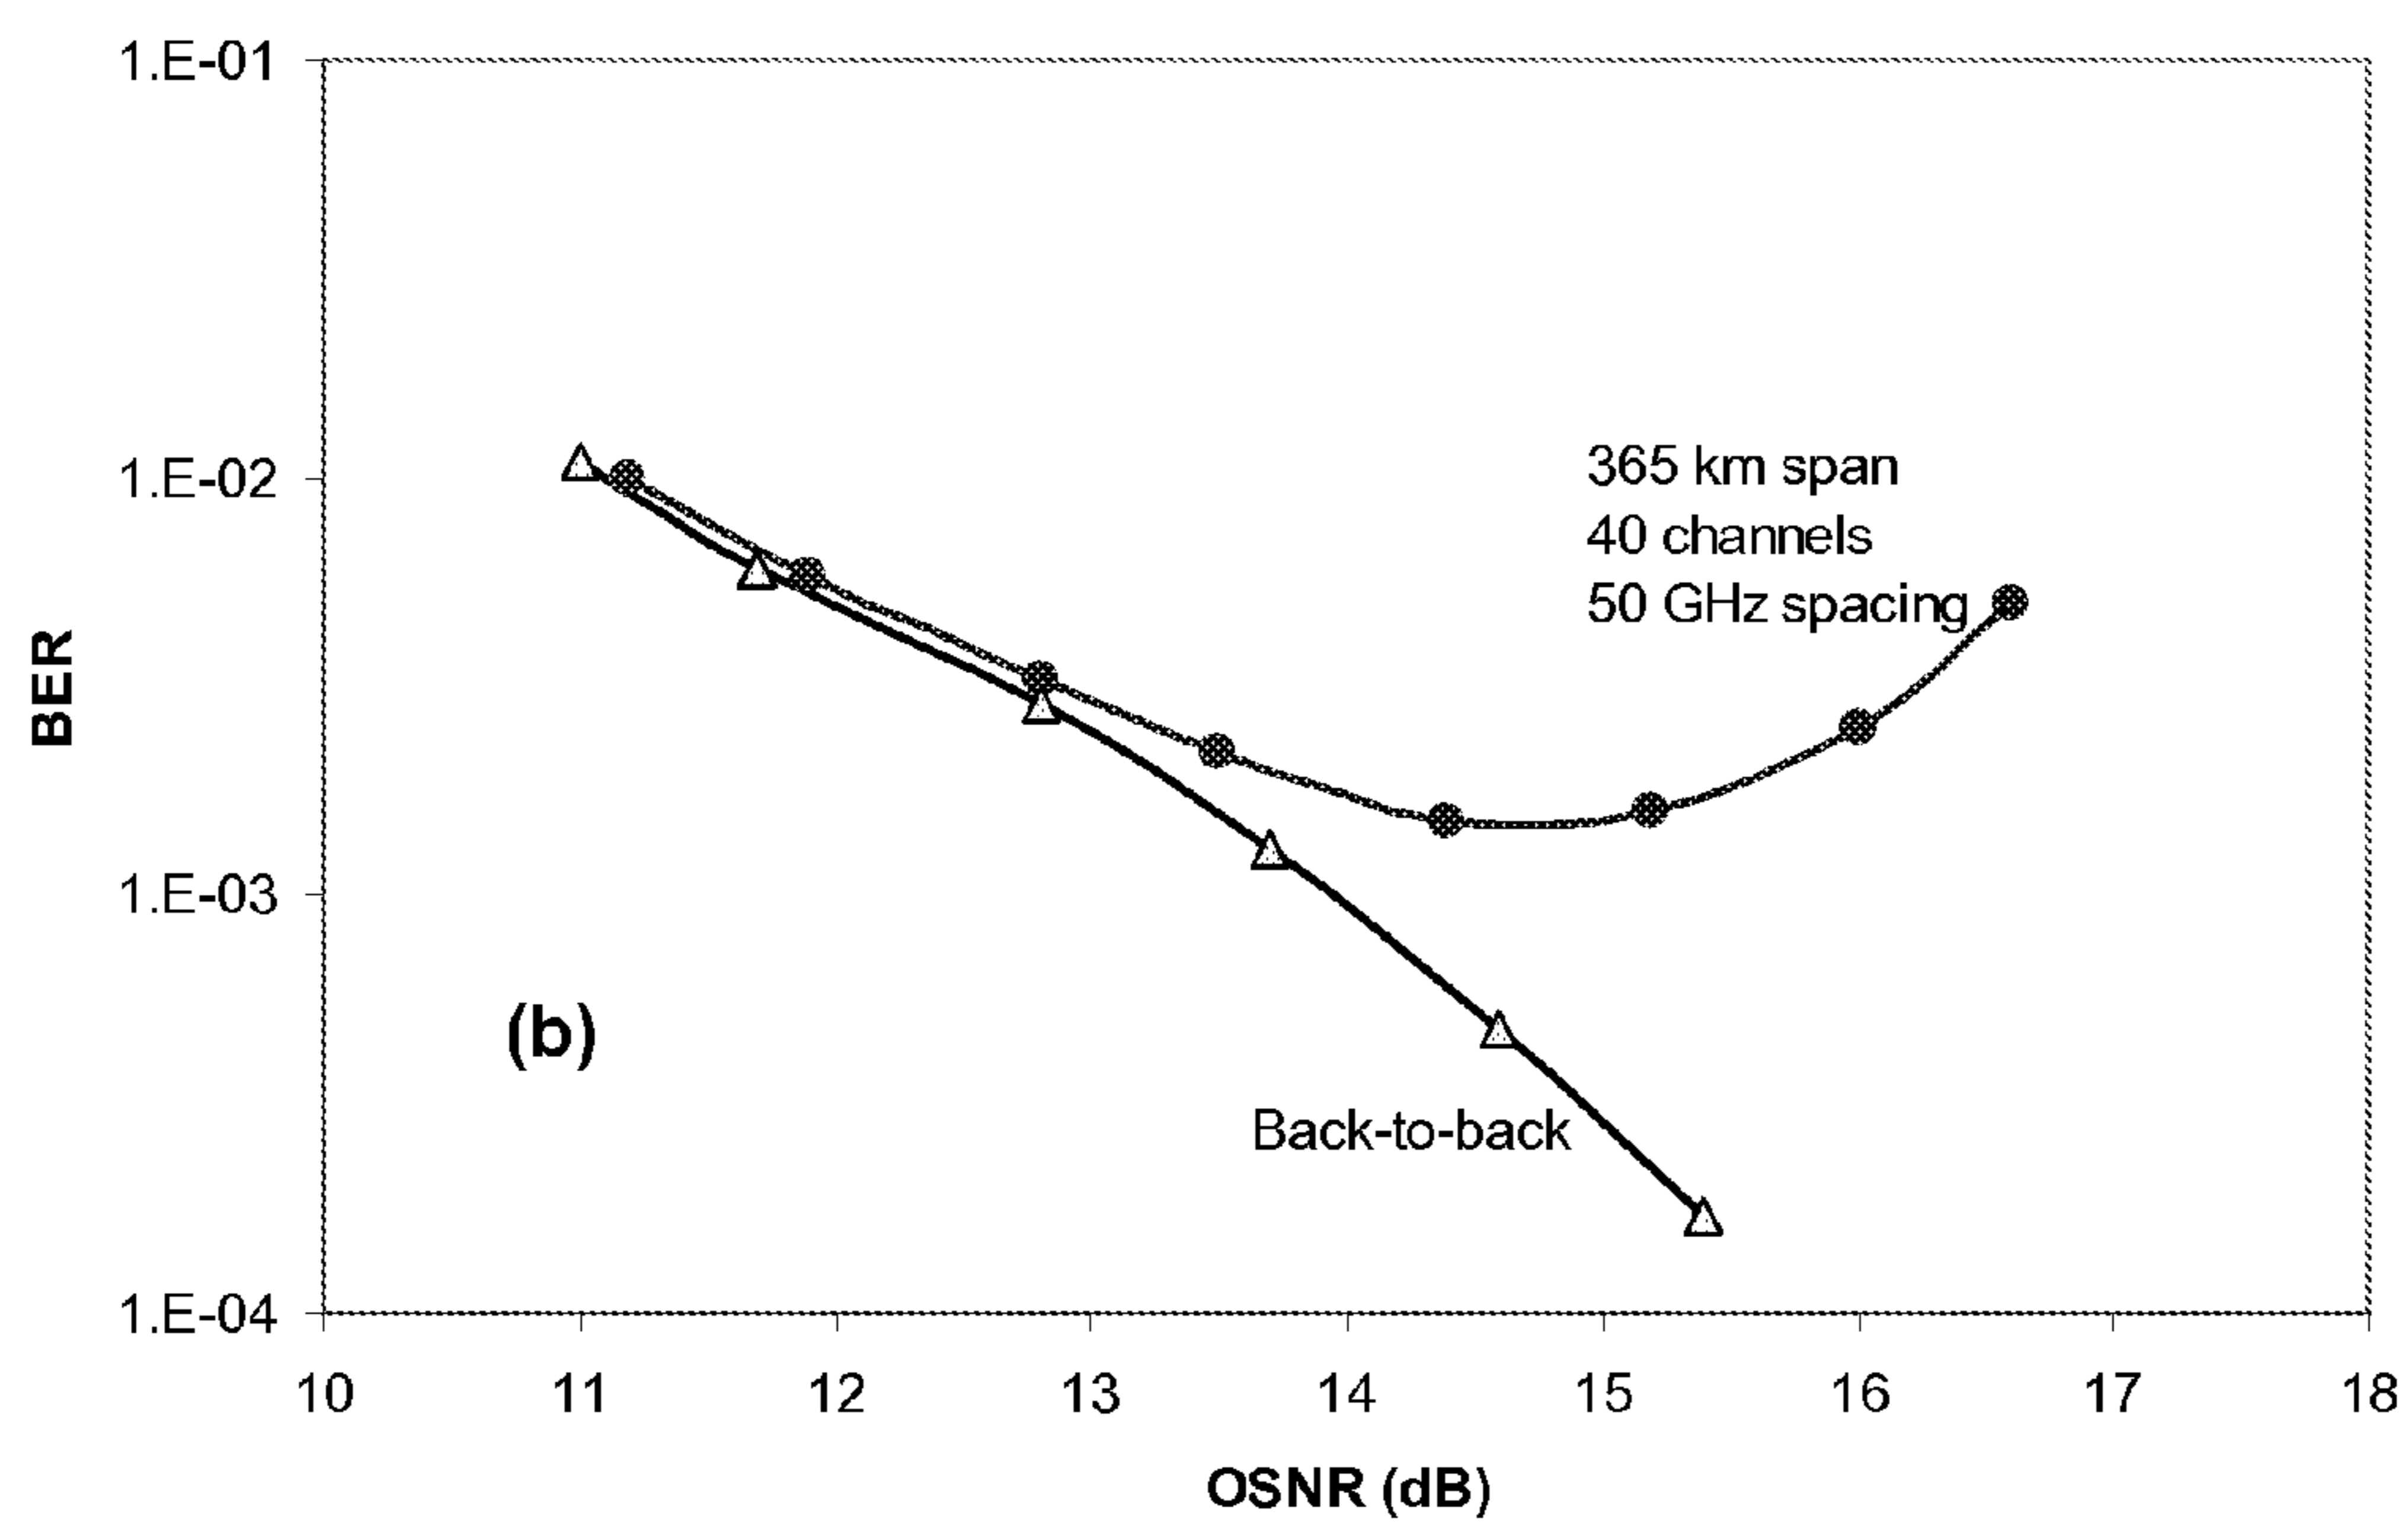 1.E-01
1.E-02
1.E-03
1.E-04
BER
365 km span
40 channels
50 GHz spacing
(b)
Back-to-back
10 11 12 13 14 15 16 17 18
OSNR (dB)